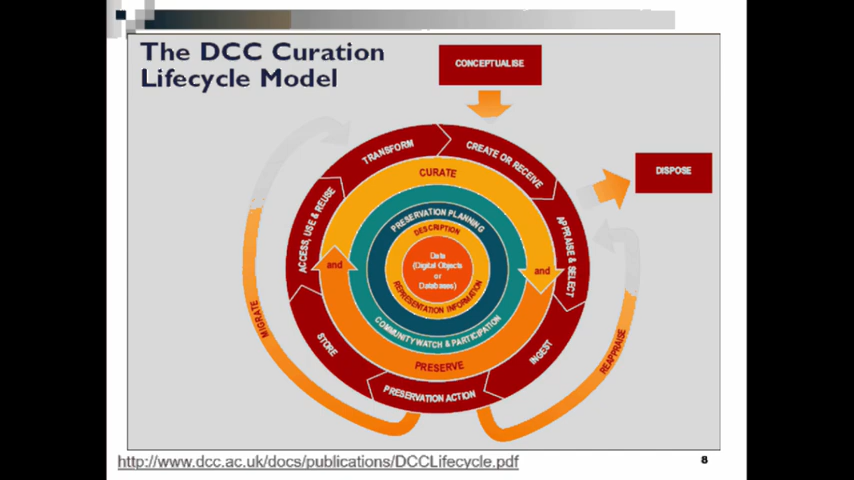 The DCC Curation
Lifecycle Model
CONCEPTUALISE
DISPOSE
CREATE OR RECEIVE
APPRAISE & SELECT
INGEST
PRESERVATION ACTION
STORE
ACCESS, USE & REUSE
TRANSFORM
MIGRATE
REAPPRAISE
CURATE
and
and
PRESERVE
COMMUNITY WATCH & PARTICIPATION
PRESERVATION PLANNING
DESCRIPTION
REPRESENTATION INFORMATION
Data
(Digital Objects
or
Databases)
http://www.dcc.ac.uk/docs/publications/DCCLifecycle.pdf
8